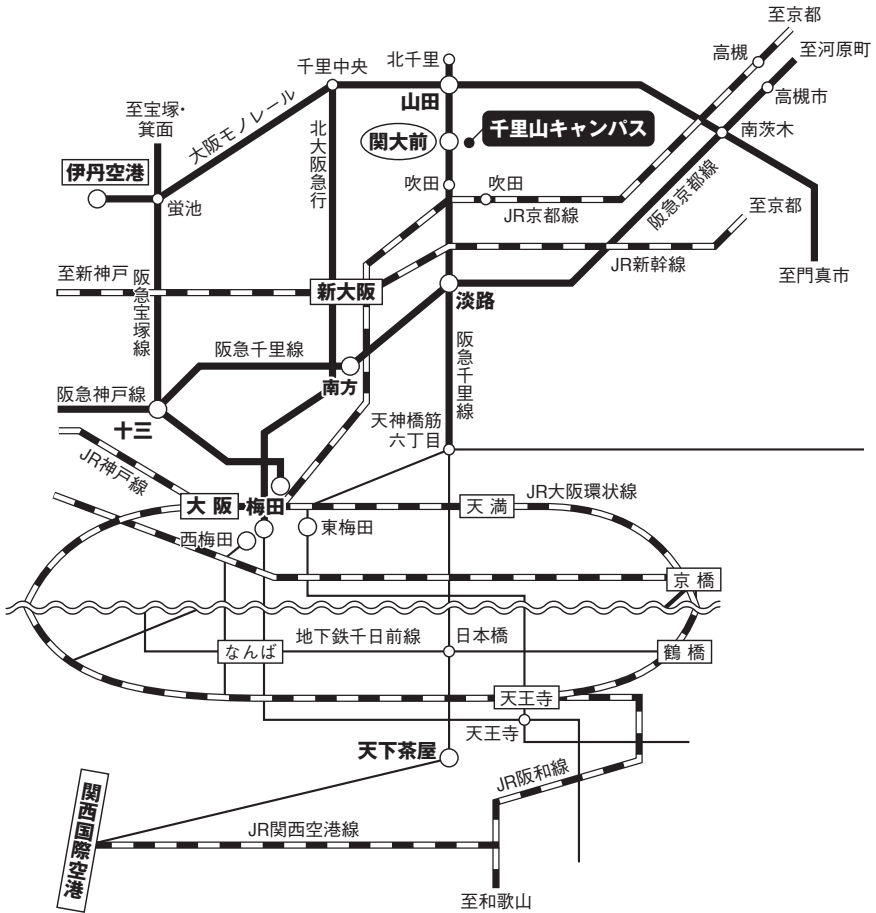 至京都
高槻
至河原町
北千里
千里中央
山田
高槻市
至宝塚・
箕面
大阪モノレール
北大阪急行
関大前
千里山キャンパス
南茨木
伊丹空港
蛍池
吹田
吹田
JR京都線
阪急京都線
至京都
JR新幹線
至門真市
至新神戸
阪急宝塚線
新大阪
淡路
阪急千里線
阪急千里線
南方
阪急神戸線
十三
天神橋筋
六丁目
JR神戸線
大阪
梅田
天満
JR大阪環状線
西梅田
東梅田
京橋
なんば
地下鉄千日前線
日本橋
鶴橋
天王寺
天王寺
天下茶屋
JR阪和線
関西国際空港
JR関西空港線
至和歌山